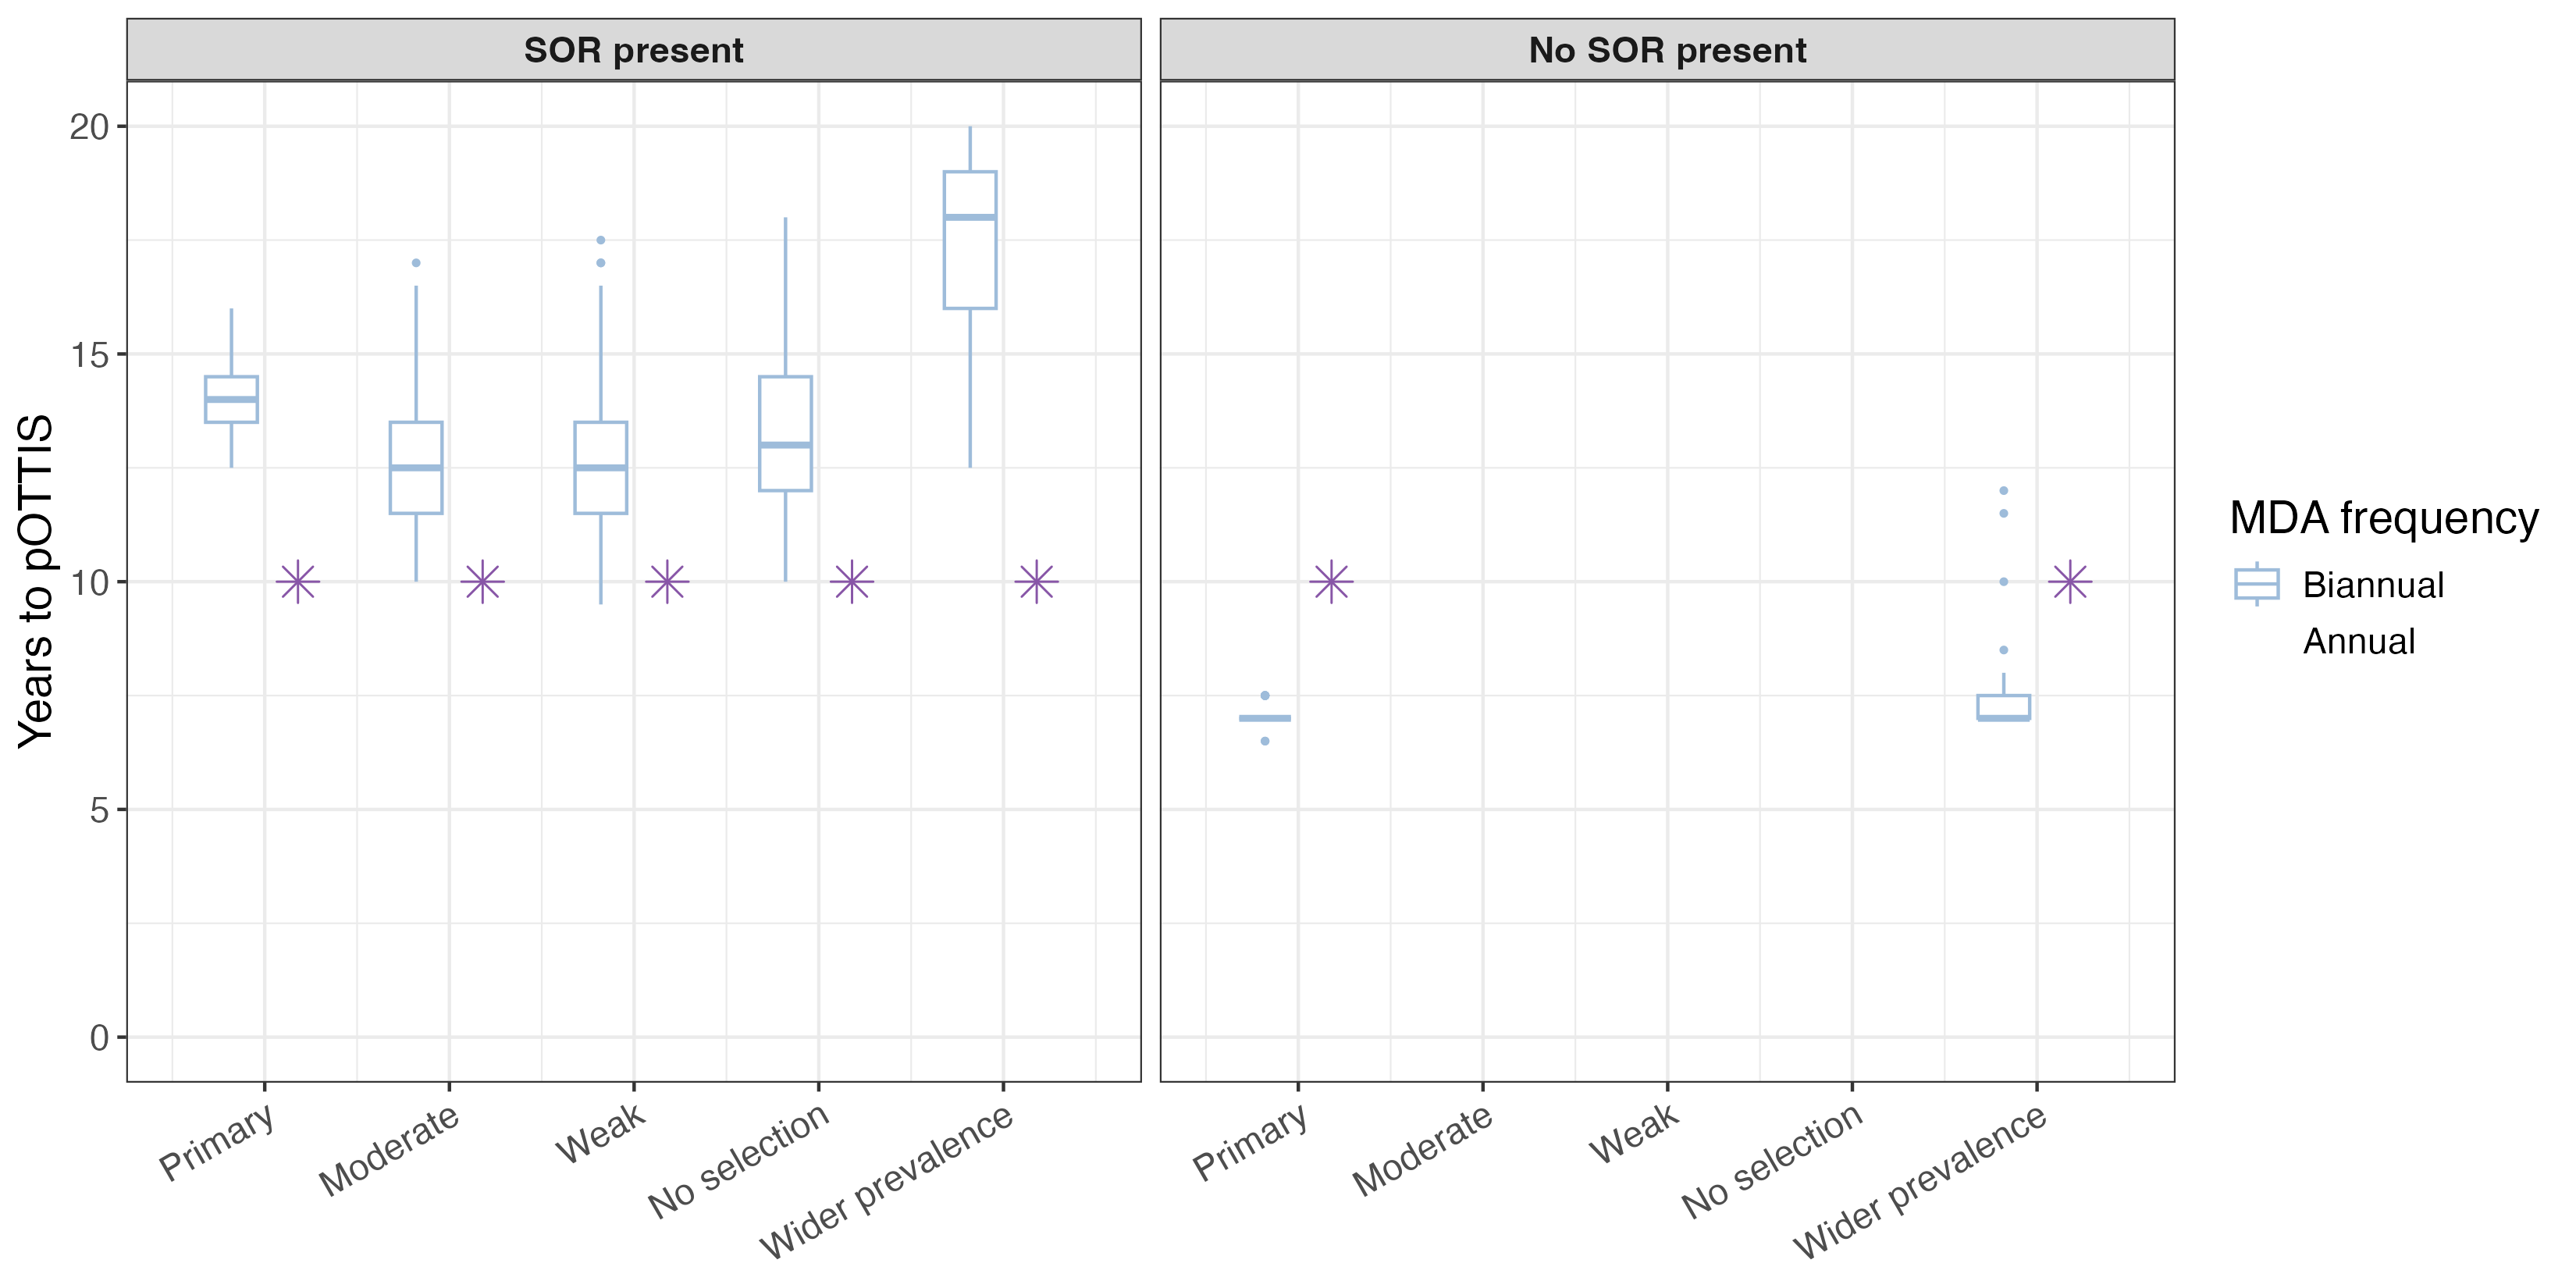 SOR present
No SOR present
Years to pOTTIS
20
15
10
5
0
Primary
Moderate
Weak
No selection
Wider prevalence
Primary
Moderate
Weak
No selection
Wider prevalence
MDA frequency
Biannual
Annual